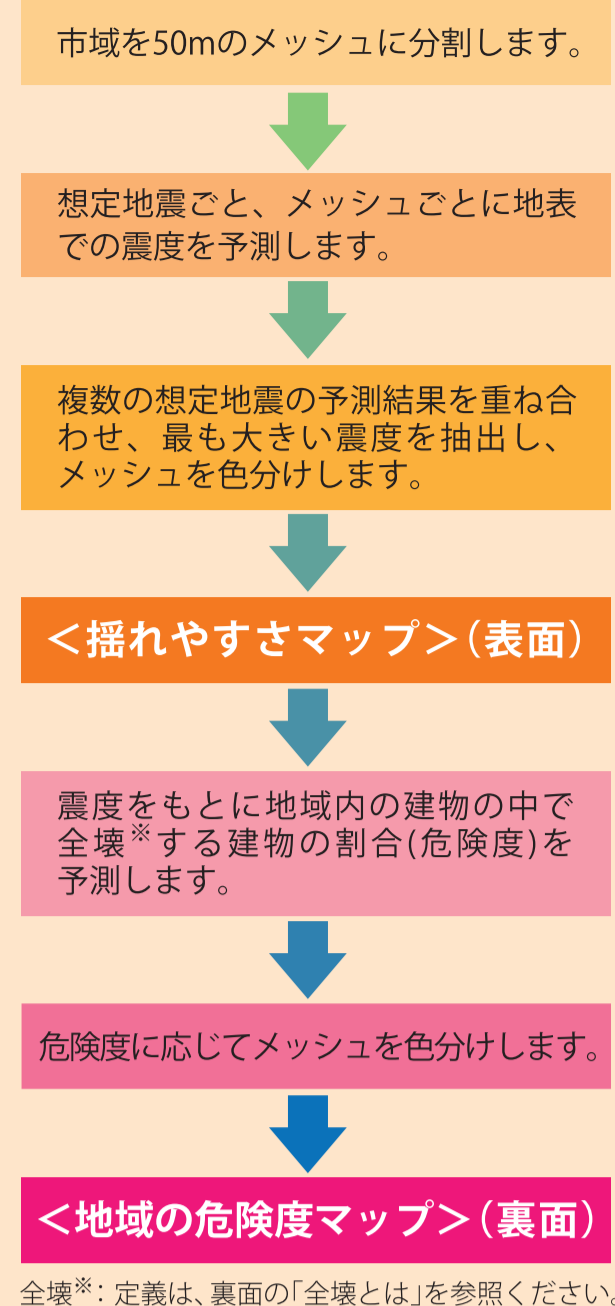 市域を50mのメッシュに分割します。
想定地震ごと、メッシュごとに地表
での震度を予測します。
複数の想定地震の予測結果を重ね合
わせ、最も大きい震度を抽出し、
メッシュを色分けします。
＜揺れやすさマップ＞（表面）
震度をもとに地域内の建物の中で
全壊※する建物の割合(危険度)を
予測します。
危険度に応じてメッシュを色分けします。
＜地域の危険度マップ＞（裏面）
全壊※：定義は、裏面の「全壊とは」を参照ください。